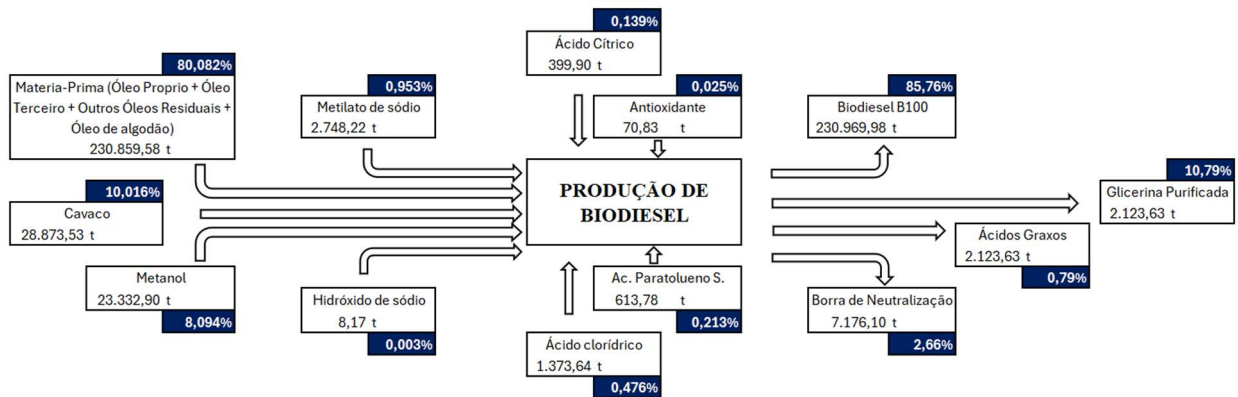 80,082%
Materia-Prima (Óleo Proprio + Óleo
Terceiro + Outros Óleos Residuais +
Óleo de algodão)
230.859,58 t
10,016%
Cavaco
28.873,53 t
Metanol
23.332,90 t
8,094%
0,953%
Metilato de sódio
2.748,22 t
Hidróxido de sódio
8,17 t
0,003%
0,139%
Ácido Cítrico
399,90 t
0,025%
Antioxidante
70,83 t
PRODUÇÃO DE
BIODIESEL
Ac. Paratolueno S.
613,78 t
0,213%
Ácido clorídrico
1.373,64 t
0,476%
85,76%
Biodiesel B100
230.969,98 t
10,79%
Glicerina Purificada
2.123,63 t
Ácidos Graxos
2.123,63 t
0,79%
Borra de Neutralização
7.176,10 t
2,66%